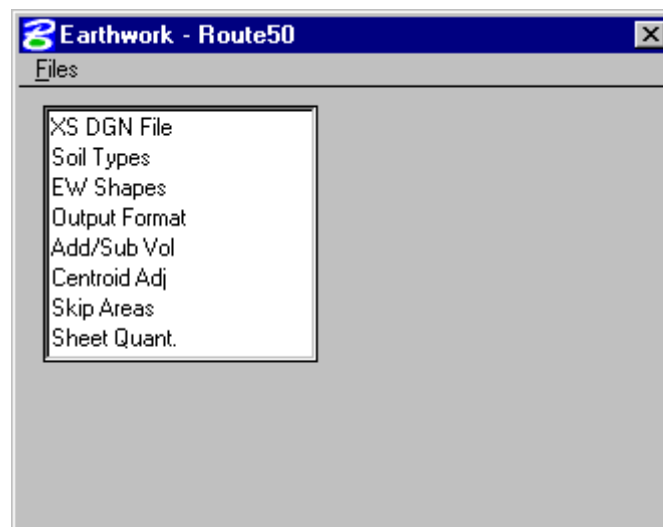 Earthwork - Route50
Files
XS DGN File
Soil Types
EW Shapes
Output Format
Add/Sub Vol
Centroid Adj
Skip Areas
Sheet Quant.